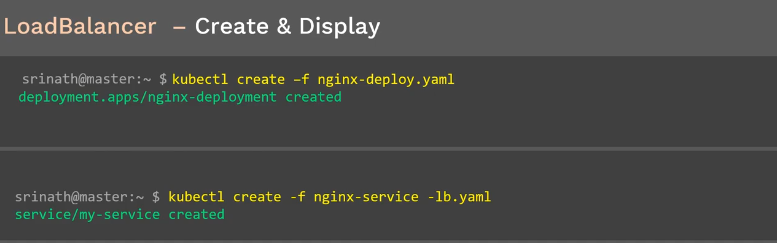 LoadBalancer – Create & Display
srinath@master:~ $ kubectl create –f nginx-deploy.yaml
deployment.apps/nginx-deployment created
srinath@master:~ $ kubectl create -f nginx-service -lb.yaml
service/my-service created